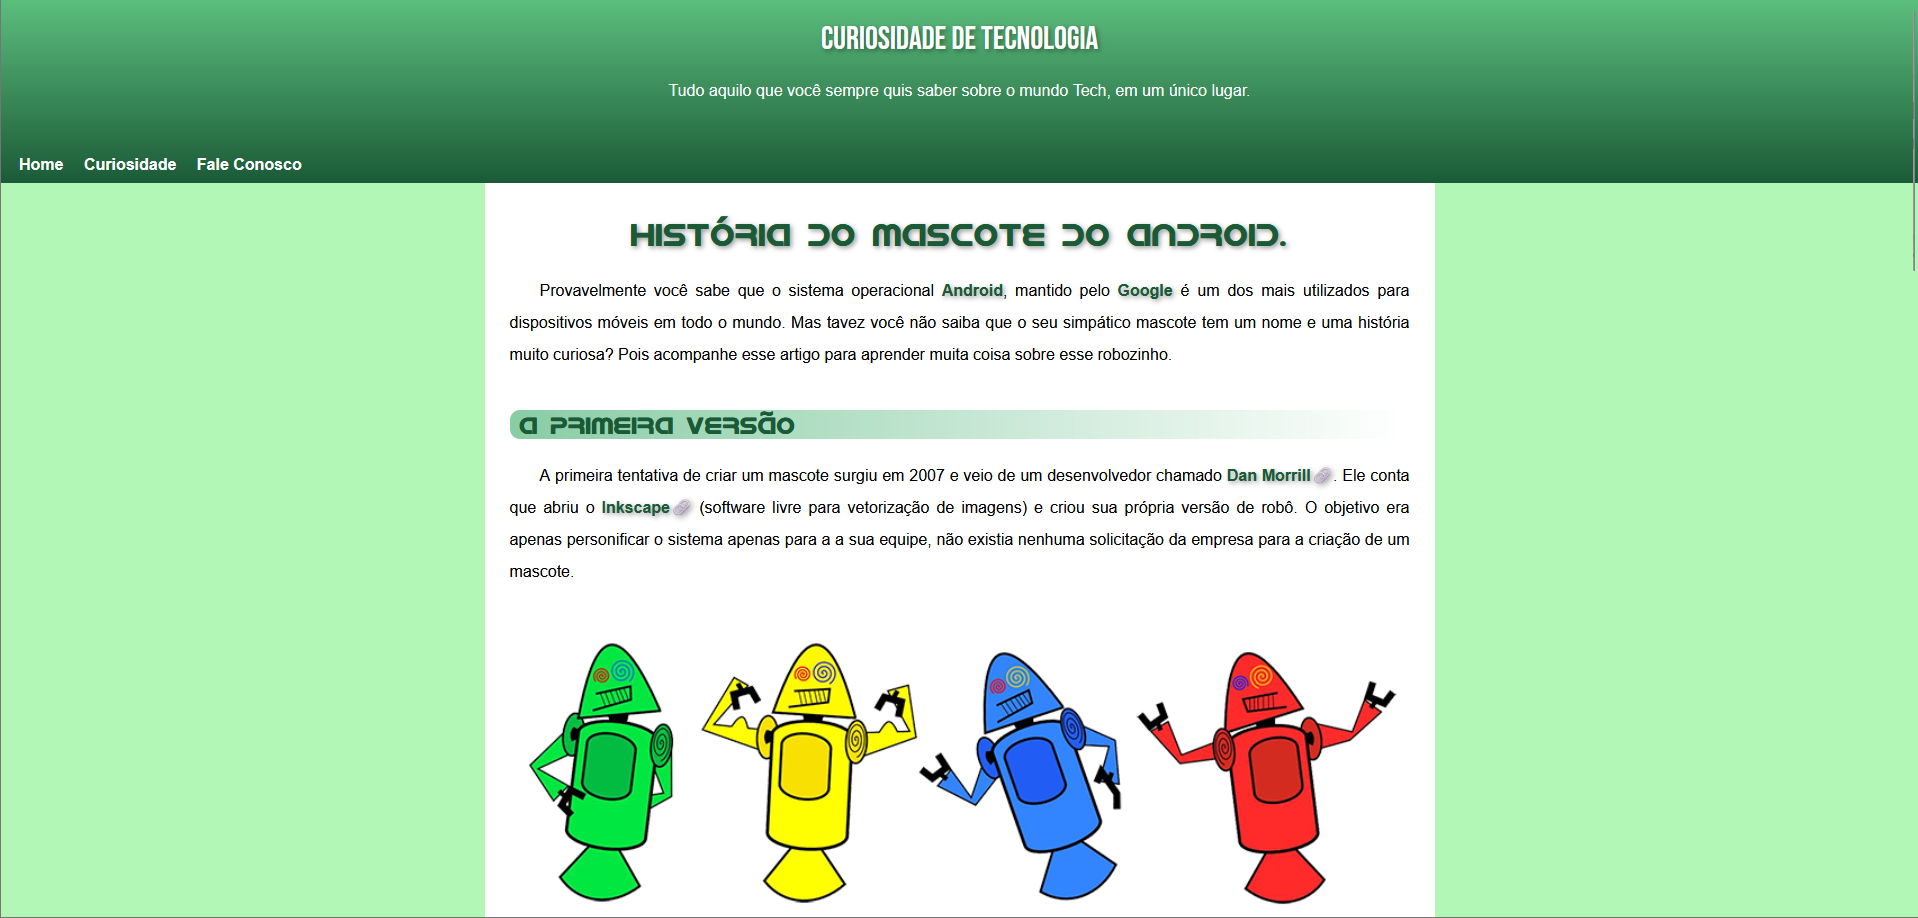 CURIOSIDADE DE TECNOLOGIA
Tudo aquilo que você sempre quis saber sobre o mundo Tech, em um único lugar.
Home Curiosidade Fale Conosco
HISTÓRIA DO MASCOTE DO ANDROID.
Provavelmente você sabe que o sistema operacional Android, mantido pelo Google é um dos mais utilizados para
dispositivos móveis em todo o mundo. Mas tavez você não saiba que o seu simpático mascote tem um nome e uma história
muito curiosa? Pois acompanhe esse artigo para aprender muita coisa sobre esse robozinho.
A PRIMEIRA VERSÃO
A primeira tentativa de criar um mascote surgiu em 2007 e veio de um desenvolvedor chamado Dan Morrill. Ele conta
que abriu o Inkscape (software livre para vetorização de imagens) e criou sua própria versão de robô. O objetivo era
apenas personificar o sistema apenas para a a sua equipe, não existia nenhuma solicitação da empresa para a criação de um
mascote.